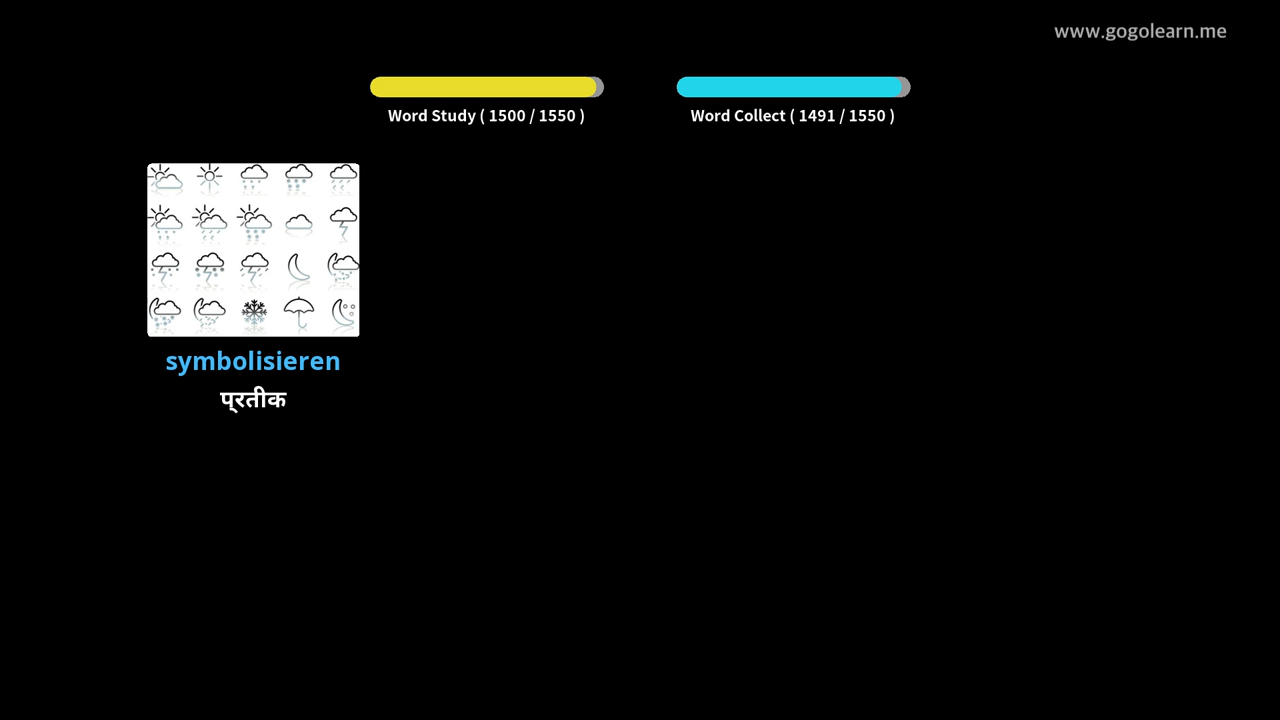 www.gogolearn.me
Word Study ( 1500 / 1550 )
Word Collect ( 1491 / 1550 )
symbolisieren
प्रतीक